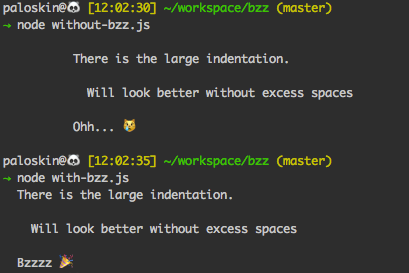 paloskin@🐼 [12:02:30] ~/workspace/bzz (master)
→ node without-bzz.js
There is the large indentation.
Will look better without excess spaces
Ohh... 😿
paloskin@🐼 [12:02:35] ~/workspace/bzz (master)
→ node with-bzz.js
There is the large indentation.
Will look better without excess spaces
Bzzzz 🎉